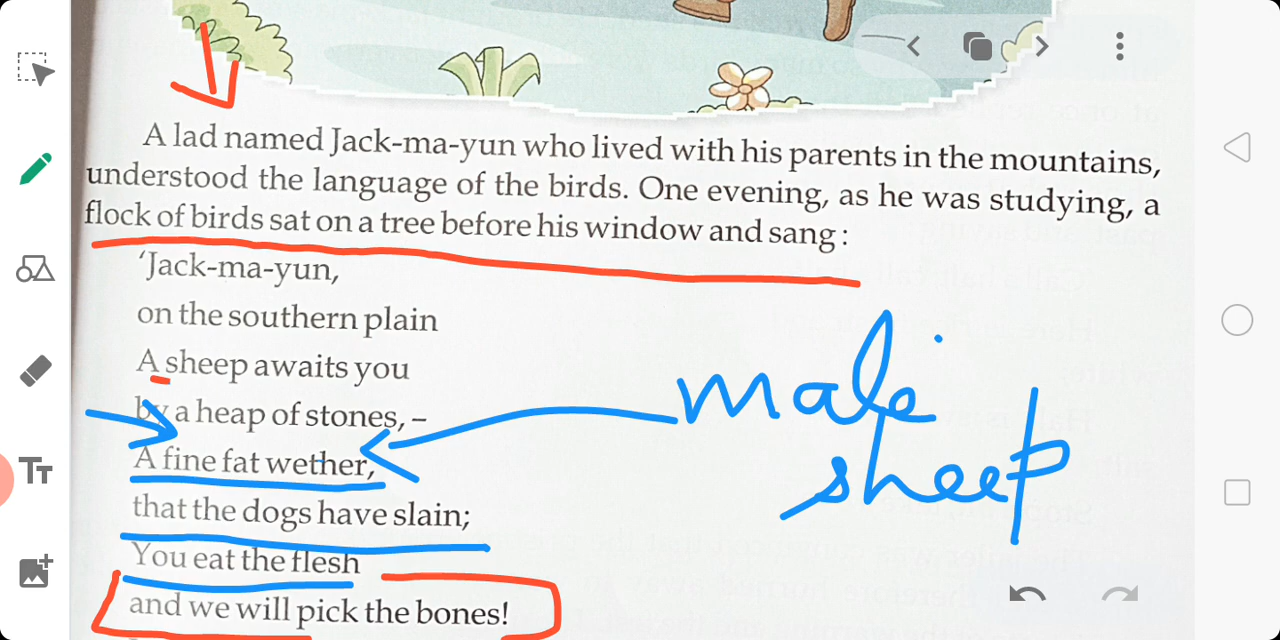 A lad named Jack-ma-yun who lived with his parents in the mountains,
understood the language of the birds. One evening, as he was studying, a
flock of birds sat on a tree before his window and sang :
‘Jack-ma-yun,
on the southern plain
A sheep awaits you
by a heap of stones, –
A fine fat wether,
that the dogs have slain;
You eat the flesh
and we will pick the bones!
male
sheep
TT